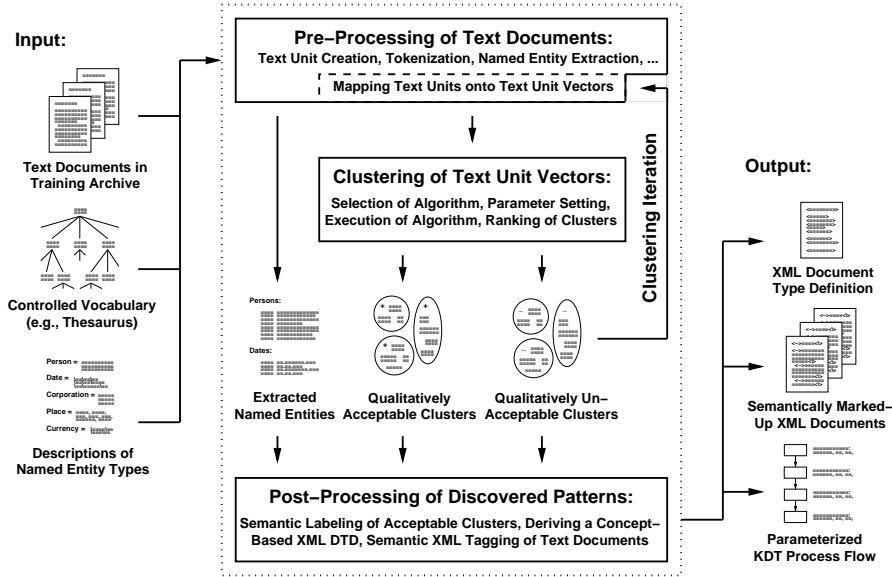 Input:
Text Documents in
Training Archive
Controlled Vocabulary
(e.g., Thesaurus)
Person =
Date =
Corporation =
Place =
Currency =
Descriptions of
Named Entity Types
Pre–Processing of Text Documents:
Text Unit Creation, Tokenization, Named Entity Extraction, ...
Mapping Text Units onto Text Unit Vectors
Clustering of Text Unit Vectors:
Selection of Algorithm, Parameter Setting,
Execution of Algorithm, Ranking of Clusters
Clustering Iteration
Persons:
Dates:
Extracted
Named Entities
Qualitatively
Acceptable Clusters
Qualitatively Un–
Acceptable Clusters
Post–Processing of Discovered Patterns:
Semantic Labeling of Acceptable Clusters, Deriving a Concept–
Based XML DTD, Semantic XML Tagging of Text Documents
Output:
XML Document
Type Definition
Semantically Marked–
Up XML Documents
Parameterized
KDT Process Flow